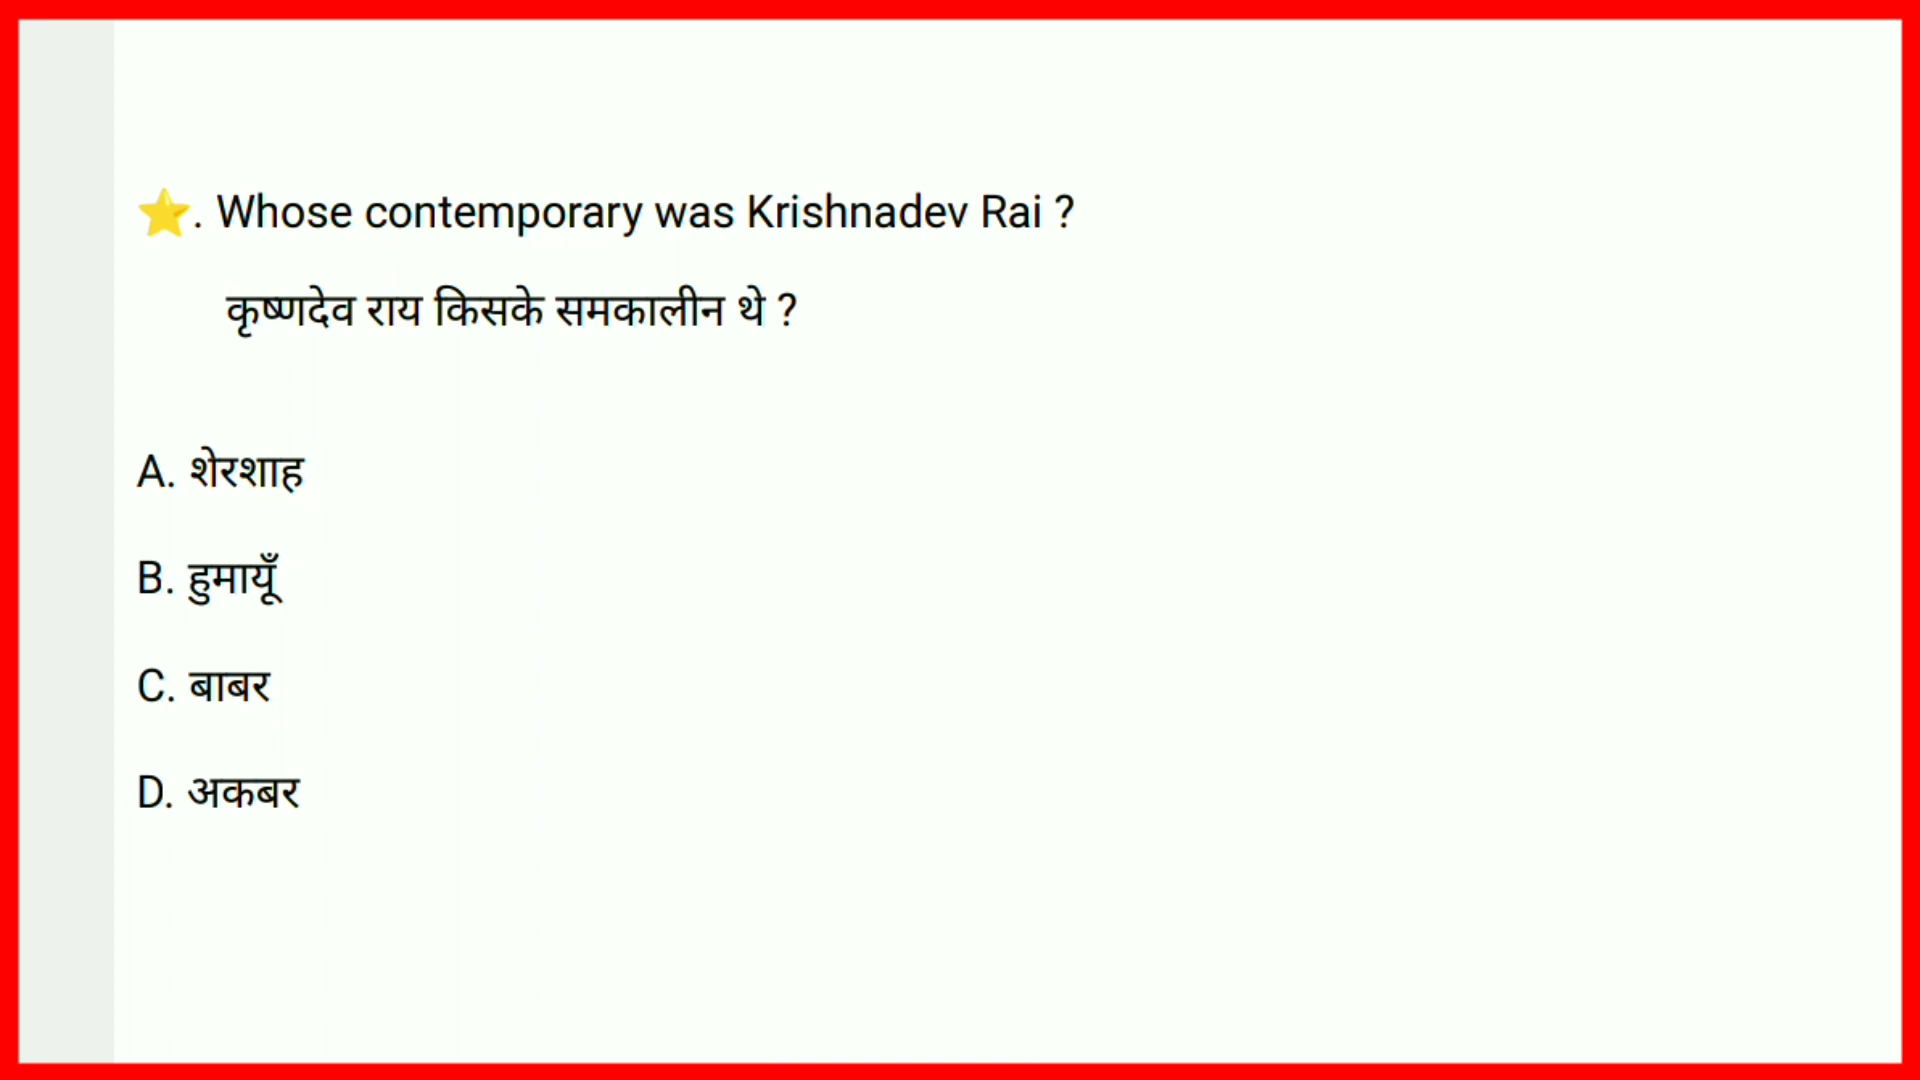 ⭐. Whose contemporary was Krishnadev Rai ?
कृष्णदेव राय किसके समकालीन थे ?
A. शेरशाह
B. हुमायूँ
C. बाबर
D. अकबर